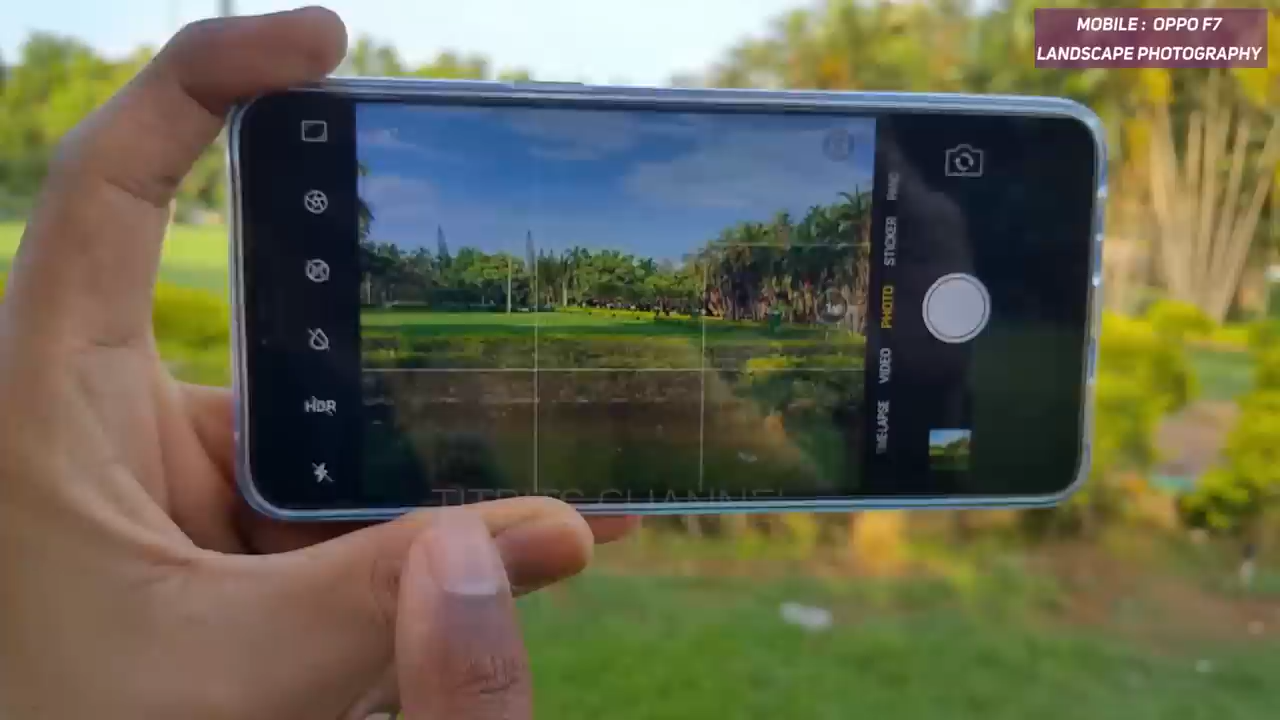 MOBILE : OPPO F7
LANDSCAPE PHOTOGRAPHY
HDR
STICKER
PHOTO
VIDEO